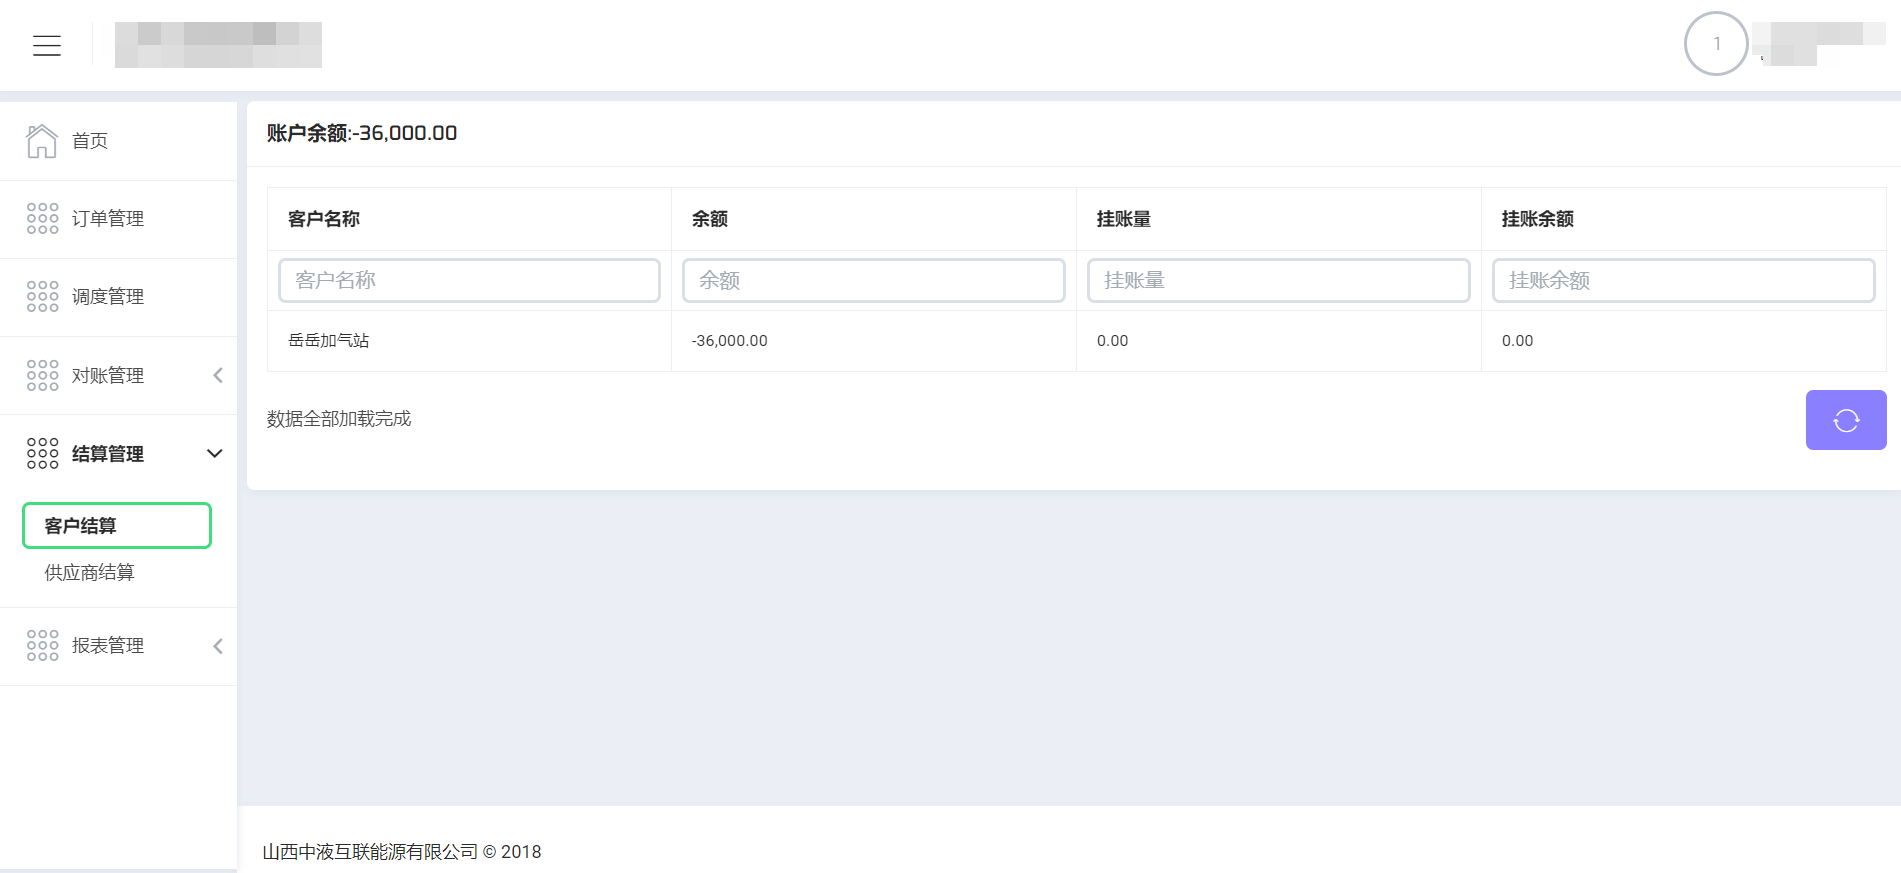 1
首页
订单管理
调度管理
对账管理
结算管理
客户结算
供应商结算
报表管理
账户余额:-36,000.00
客户名称 余额 挂账量 挂账余额
客户名称 余额 挂账量 挂账余额
岳岳加气站 -36,000.00 0.00 0.00
数据全部加载完成
山西中液互联能源有限公司 © 2018